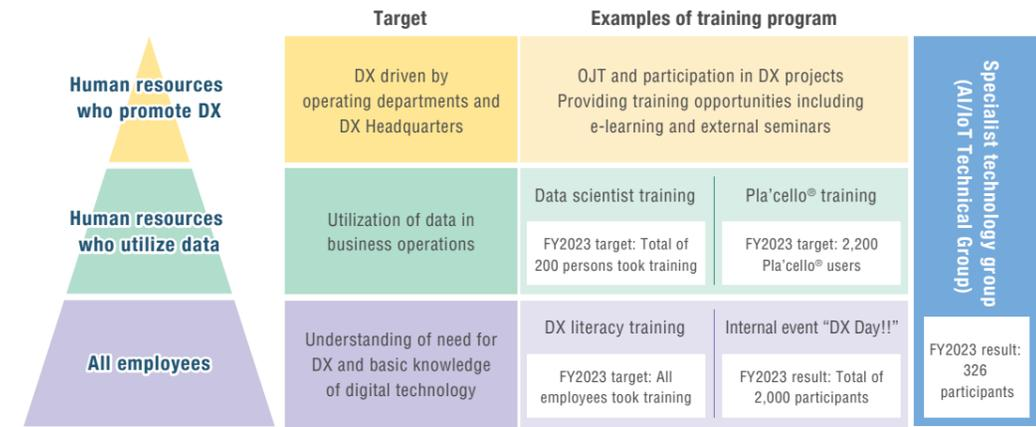 Target
Examples of training program
Human resources
who promote DX
DX driven by
operating departments and
DX Headquarters
OJT and participation in DX projects
Providing training opportunities including
e-learning and external seminars
Human resources
who utilize data
Utilization of data in
business operations
Data scientist training
FY2023 target: Total of
200 persons took training
Pla’cello® training
FY2023 target: 2,200
Pla’cello® users
All employees
Understanding of need for
DX and basic knowledge
of digital technology
DX literacy training
FY2023 target: All
employees took training
Internal event “DX Day!!”
FY2023 result: Total of
2,000 participants
Specialist technology group
(AI/IoT Technical Group)
FY2023 result:
326
participants